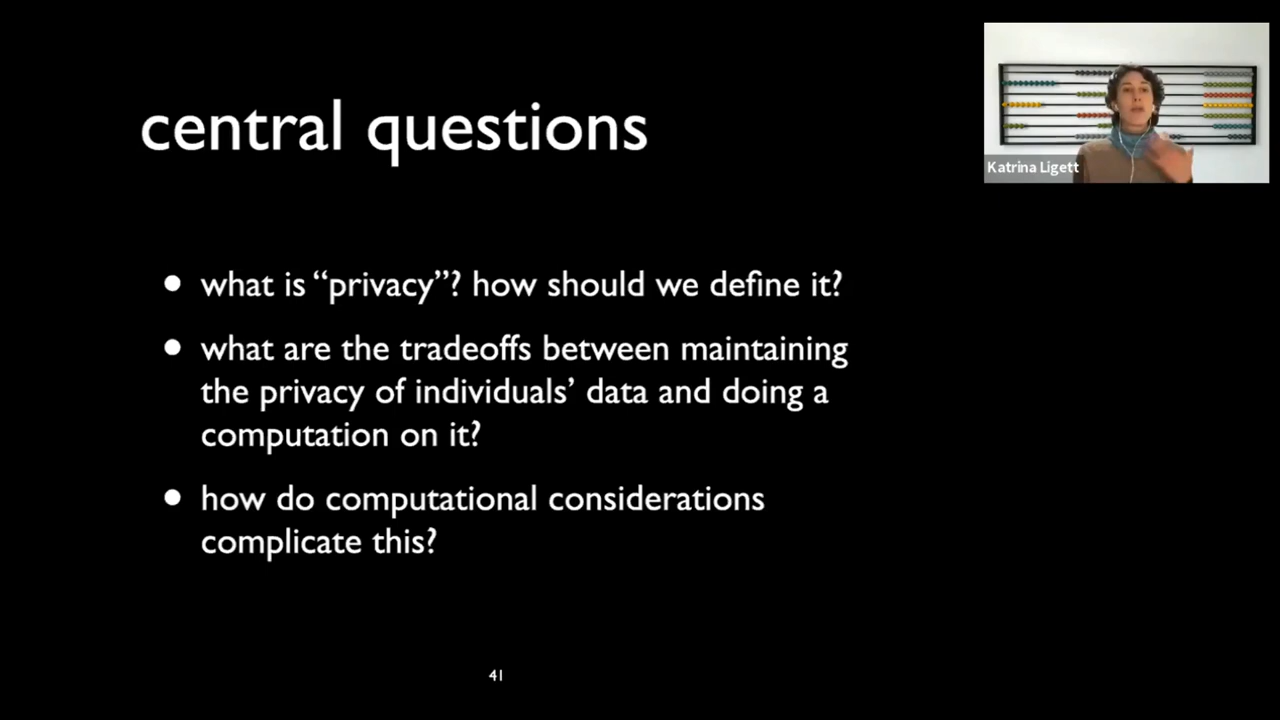 central questions
Katrina Ligett
• what is “privacy”? how should we define it?
• what are the tradeoffs between maintaining
the privacy of individuals’ data and doing a
computation on it?
• how do computational considerations
complicate this?
41